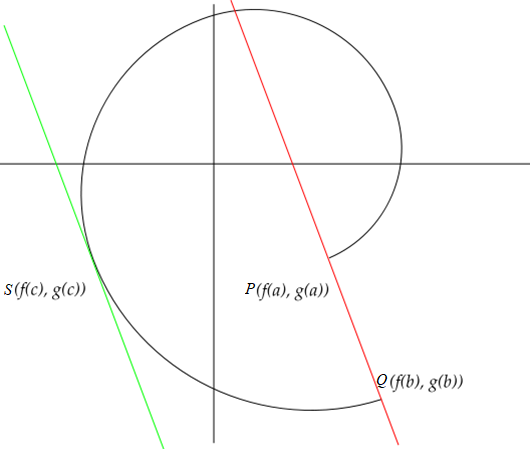 S(f(c), g(c))
P(f(a), g(a))
Q(f(b), g(b))